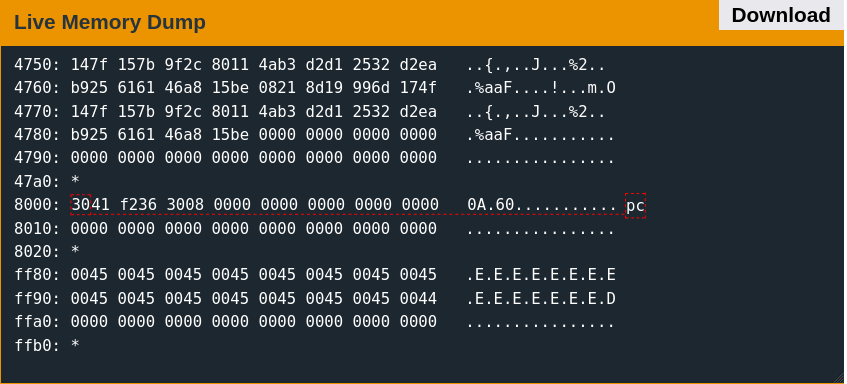 Live Memory Dump
Download
4750: 147f 157b 9f2c 8011 4ab3 d2d1 2532 d2ea   ..{.,..J...%2..
4760: b925 6161 46a8 15be 0821 8d19 996d 174f   .%aaF....!...m.O
4770: 147f 157b 9f2c 8011 4ab3 d2d1 2532 d2ea   ..{.,..J...%2..
4780: b925 6161 46a8 15be 0000 0000 0000 0000   .%aaF...........
4790: 0000 0000 0000 0000 0000 0000 0000 0000   ................
47a0: *
8000: 3041 f236 3008 0000 0000 0000 0000 0000   0A.60........... pc
8010: 0000 0000 0000 0000 0000 0000 0000 0000   ................
8020: *
ff80: 0045 0045 0045 0045 0045 0045 0045 0045   .E.E.E.E.E.E.E.E
ff90: 0045 0045 0045 0045 0045 0045 0045 0044   .E.E.E.E.E.E.E.D
ffa0: 0000 0000 0000 0000 0000 0000 0000 0000   ................
ffb0: *